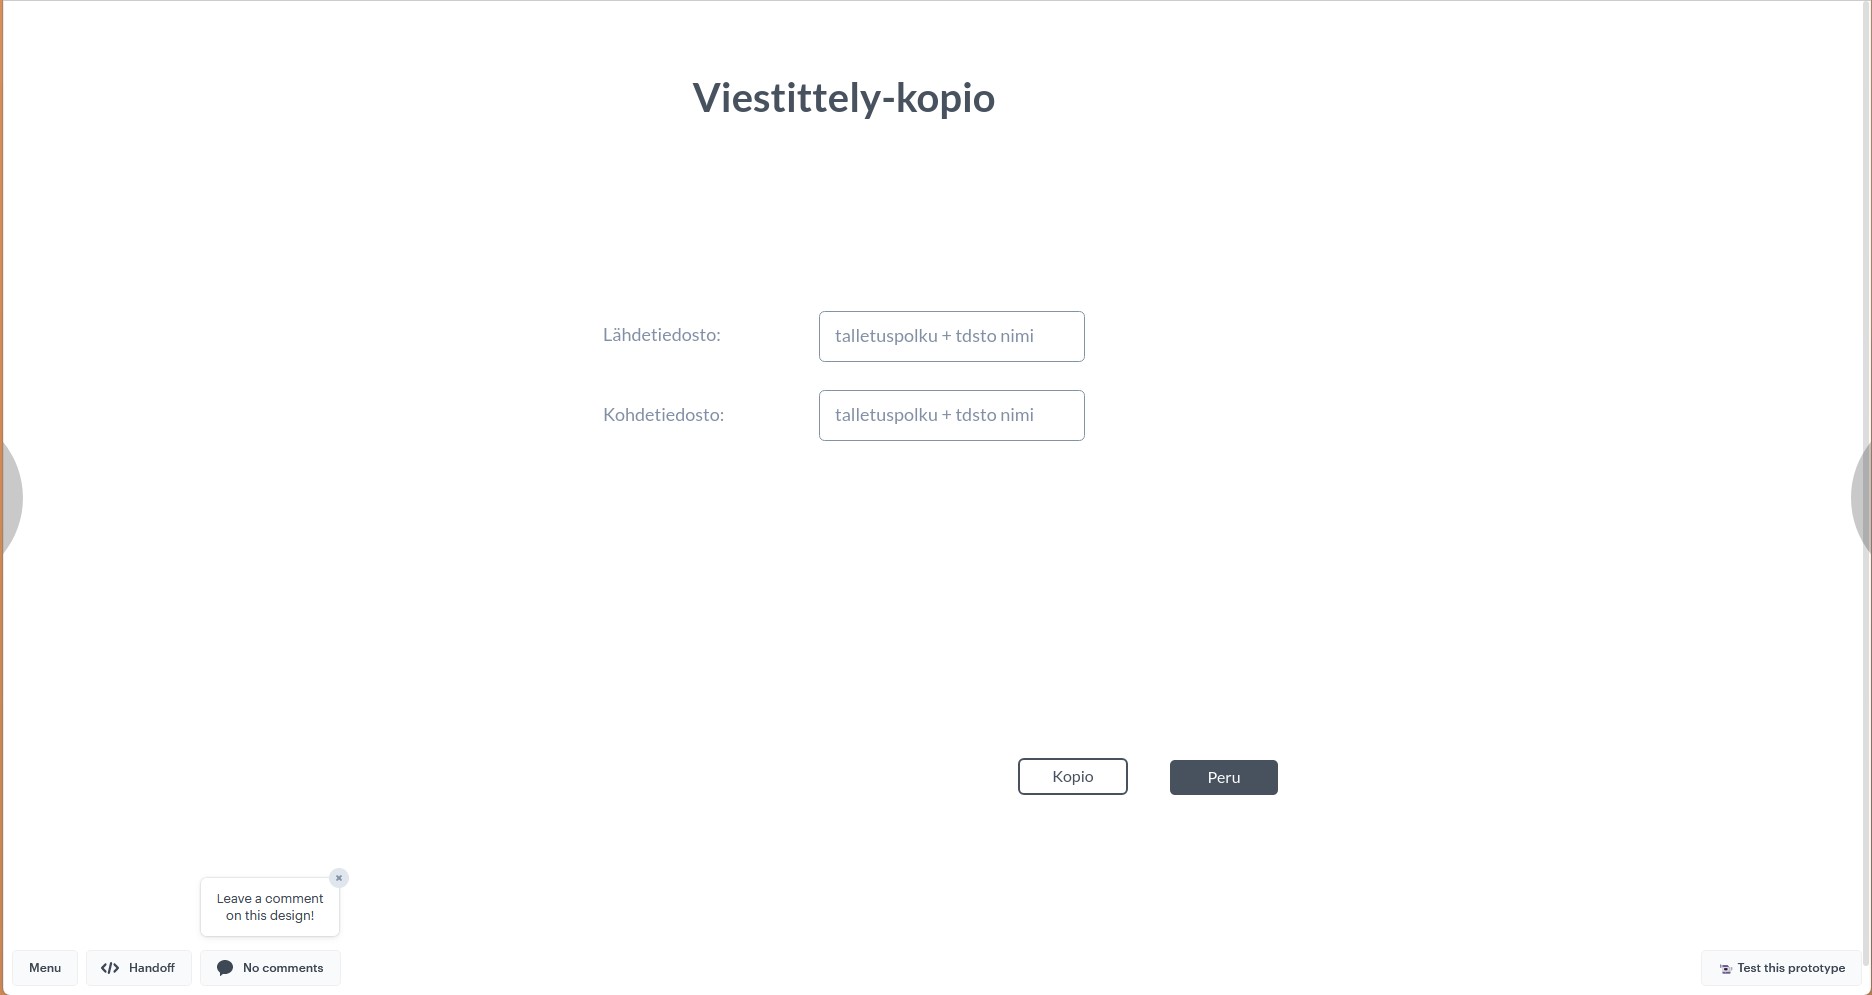 Viestittely-kopio
Lähdetiedosto: talletuspolku + tdsto nimi
Kohdetiedosto: talletuspolku + tdsto nimi
Kopio Peru
Leave a comment
on this design!
Menu Handoff No comments Test this prototype